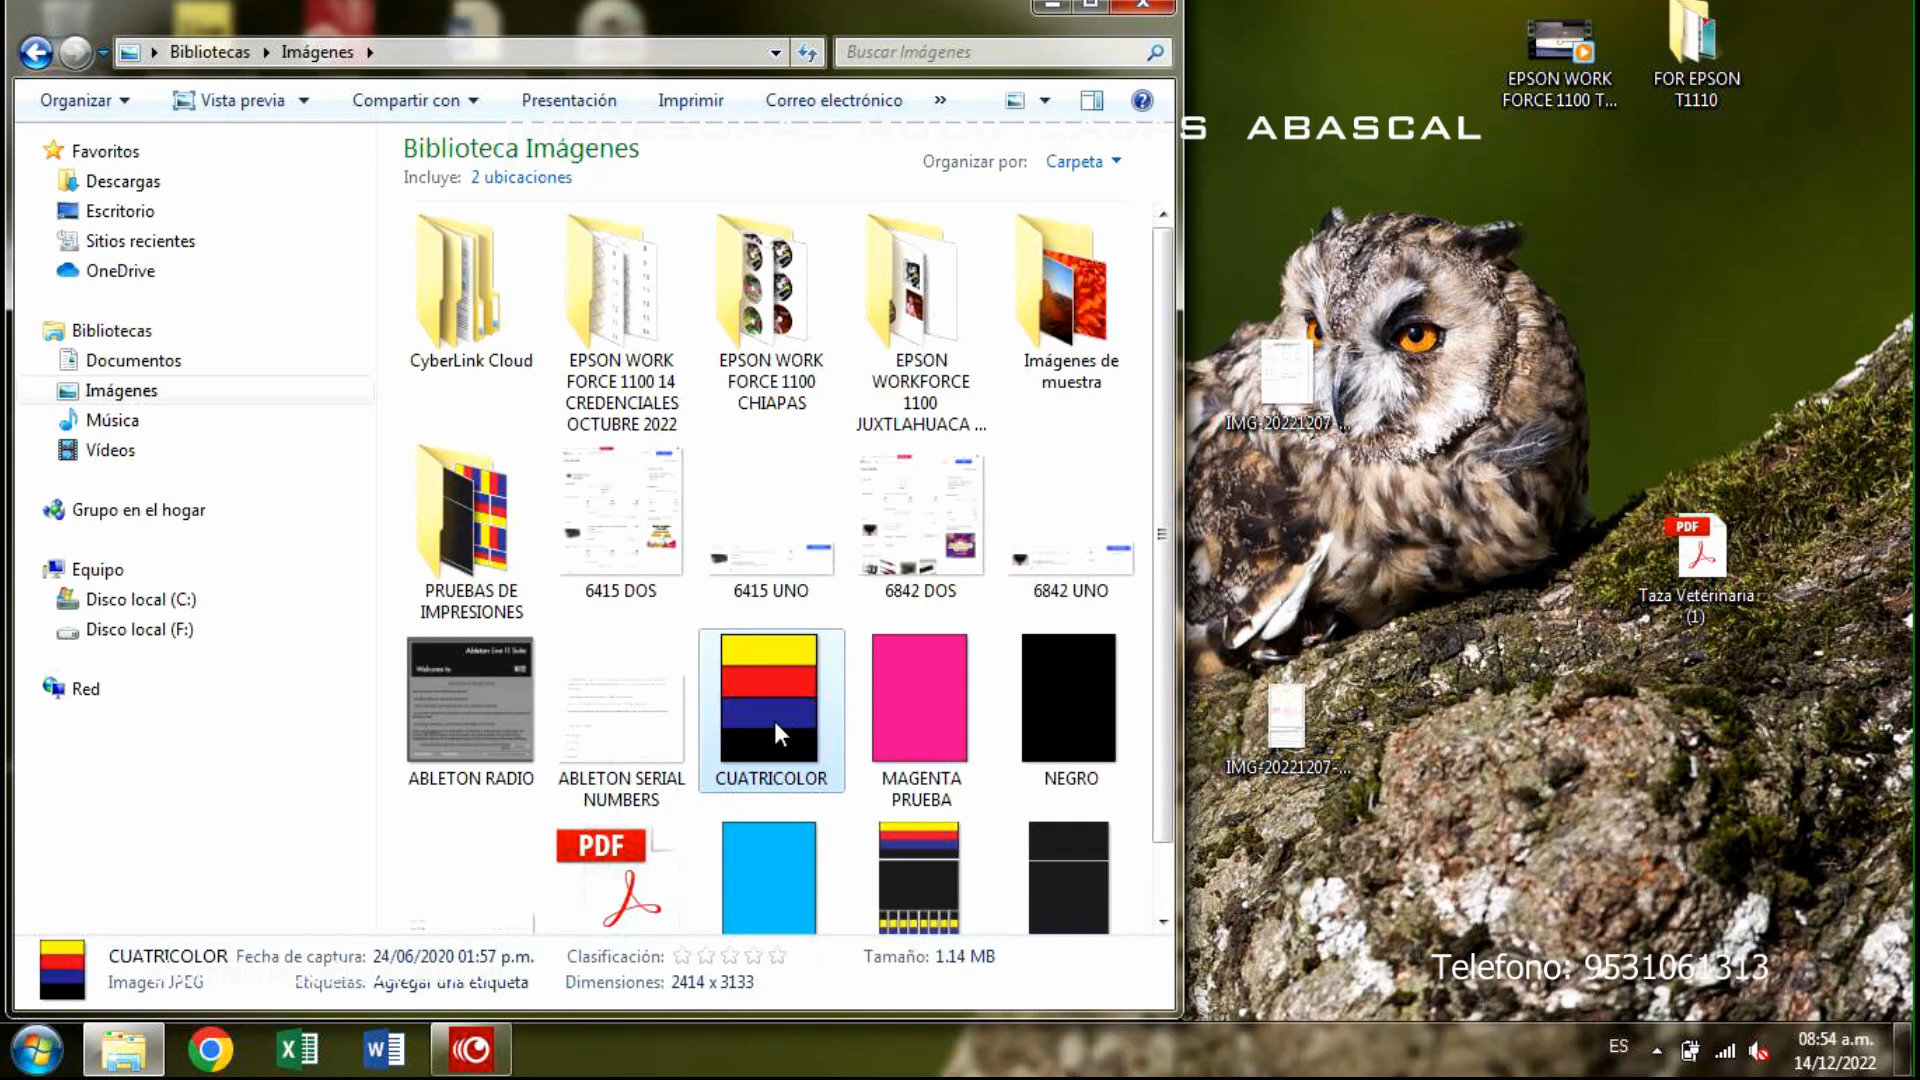 Bibliotecas
Imágenes
Buscar Imágenes
Organizar
Vista previa
Compartir con
Presentación
Imprimir
Correo electrónico
»
S ABASCAL
Biblioteca Imágenes
Incluye: 2 ubicaciones
Organizar por: Carpeta
Favoritos
Descargas
Escritorio
Sitios recientes
OneDrive
Bibliotecas
Documentos
Imágenes
Música
Vídeos
Grupo en el hogar
Equipo
Disco local (C:)
Disco local (F:)
Red
CyberLink Cloud
EPSON WORK
FORCE 1100 14
CREDENCIALES
OCTUBRE 2022
EPSON WORK
FORCE 1100
CHIAPAS
EPSON
WORKFORCE
1100
JUXTLAHUACA ...
Imágenes de
muestra
PRUEBAS DE
IMPRESIONES
6415 DOS
6415 UNO
6842 DOS
6842 UNO
Ableton Live 11 Suite
Welcome to
ABLETON RADIO
ABLETON SERIAL
NUMBERS
CUATRICOLOR
MAGENTA
PRUEBA
NEGRO
PDF
CUATRICOLOR
Imagen JPEG
Fecha de captura: 24/06/2020 01:57 p.m.
Etiquetas: Agregar una etiqueta
Clasificación:
Dimensiones: 2414 x 3133
Tamaño: 1.14 MB
EPSON WORK
FORCE 1100 T...
FOR EPSON
T1110
IMG-20221207-...
PDF
Taza Veterinaria
(1)
IMG-20221207-...
Telefono: 9531061313
ES
08:54 a.m.
14/12/2022